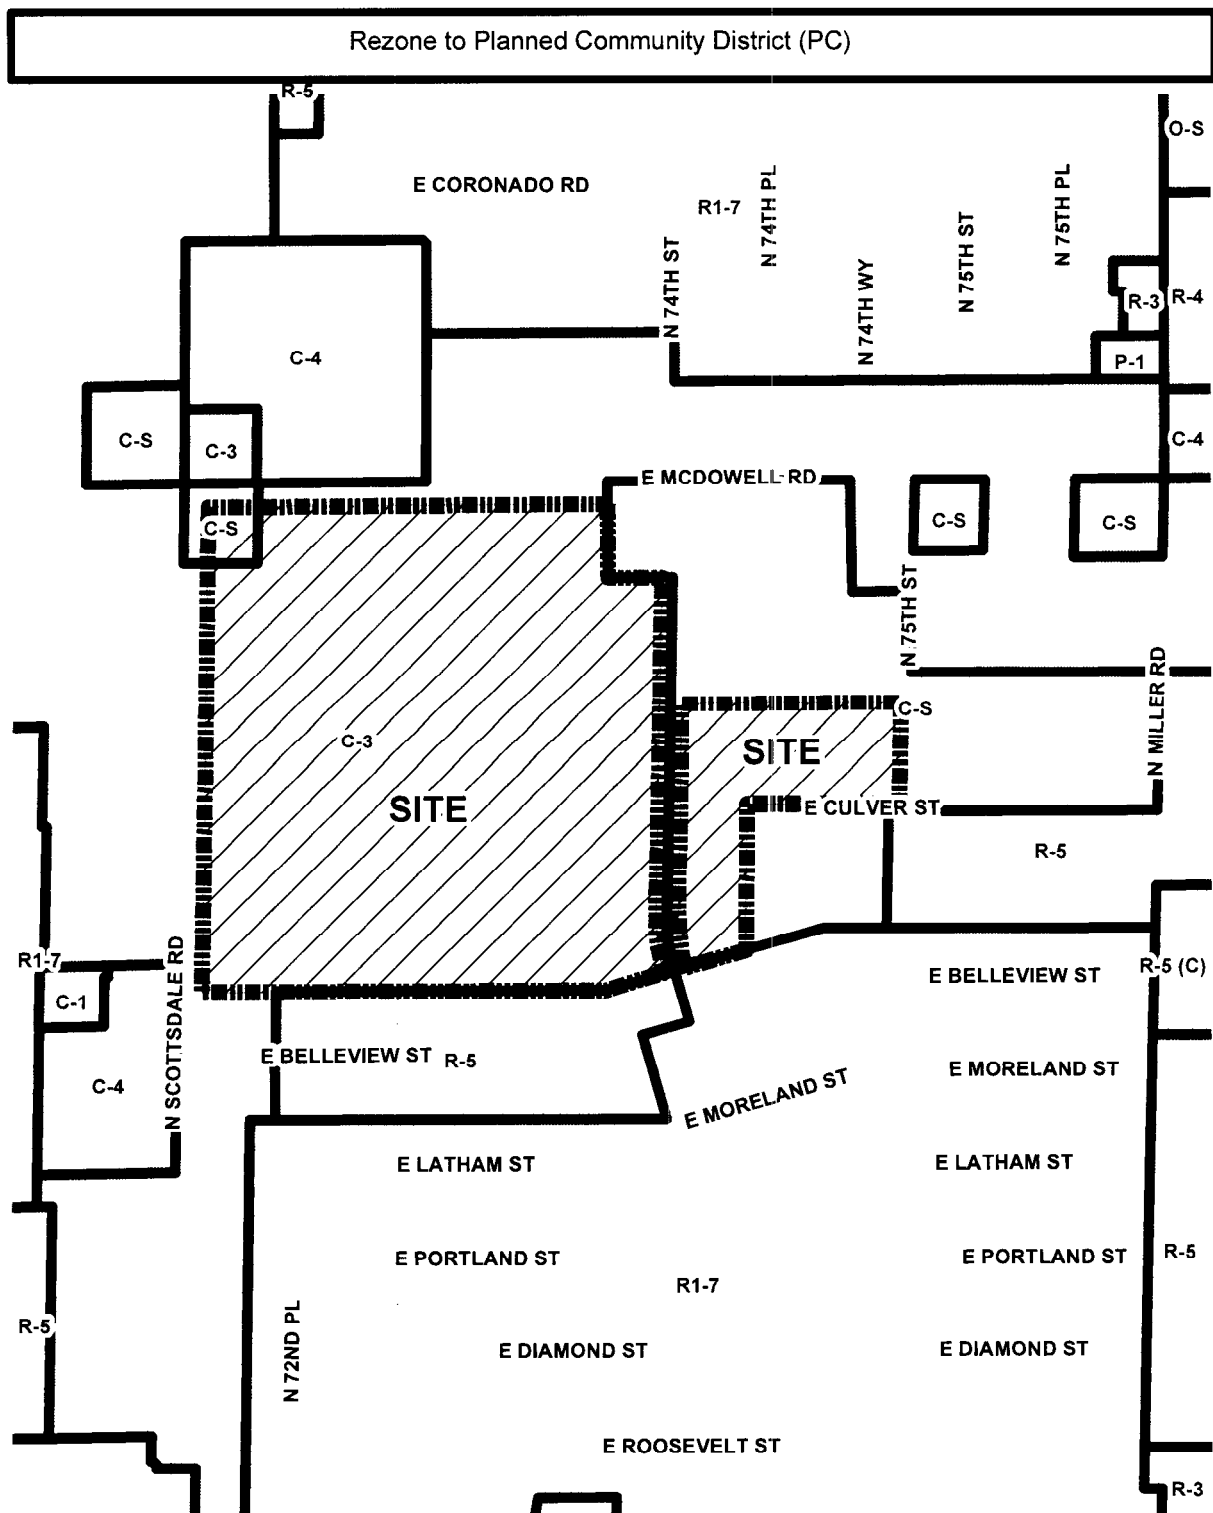 Rezone to Planned Community District (PC)
R-5
O-S
E CORONADO RD
R1-7
N 74TH PL
N 75TH ST
N 75TH PL
N 74TH ST
N 74TH WY
R-3
R-4
C-4
P-1
C-S
C-3
C-4
E MCDOWELL RD
C-S
C-S
C-S
N 75TH ST
N MILLER RD
C-S
C-3
SITE
SITE
E CULVER ST
R-5
R1-7
N SCOTTSDALE RD
R-5 (C)
E BELLEVIEW ST
C-1
E BELLEVIEW ST
R-5
E MORELAND ST
C-4
E MORELAND ST
E LATHAM ST
E LATHAM ST
E PORTLAND ST
E PORTLAND ST
R-5
R1-7
R-5
N 72ND PL
E DIAMOND ST
E DIAMOND ST
E ROOSEVELT ST
R-3